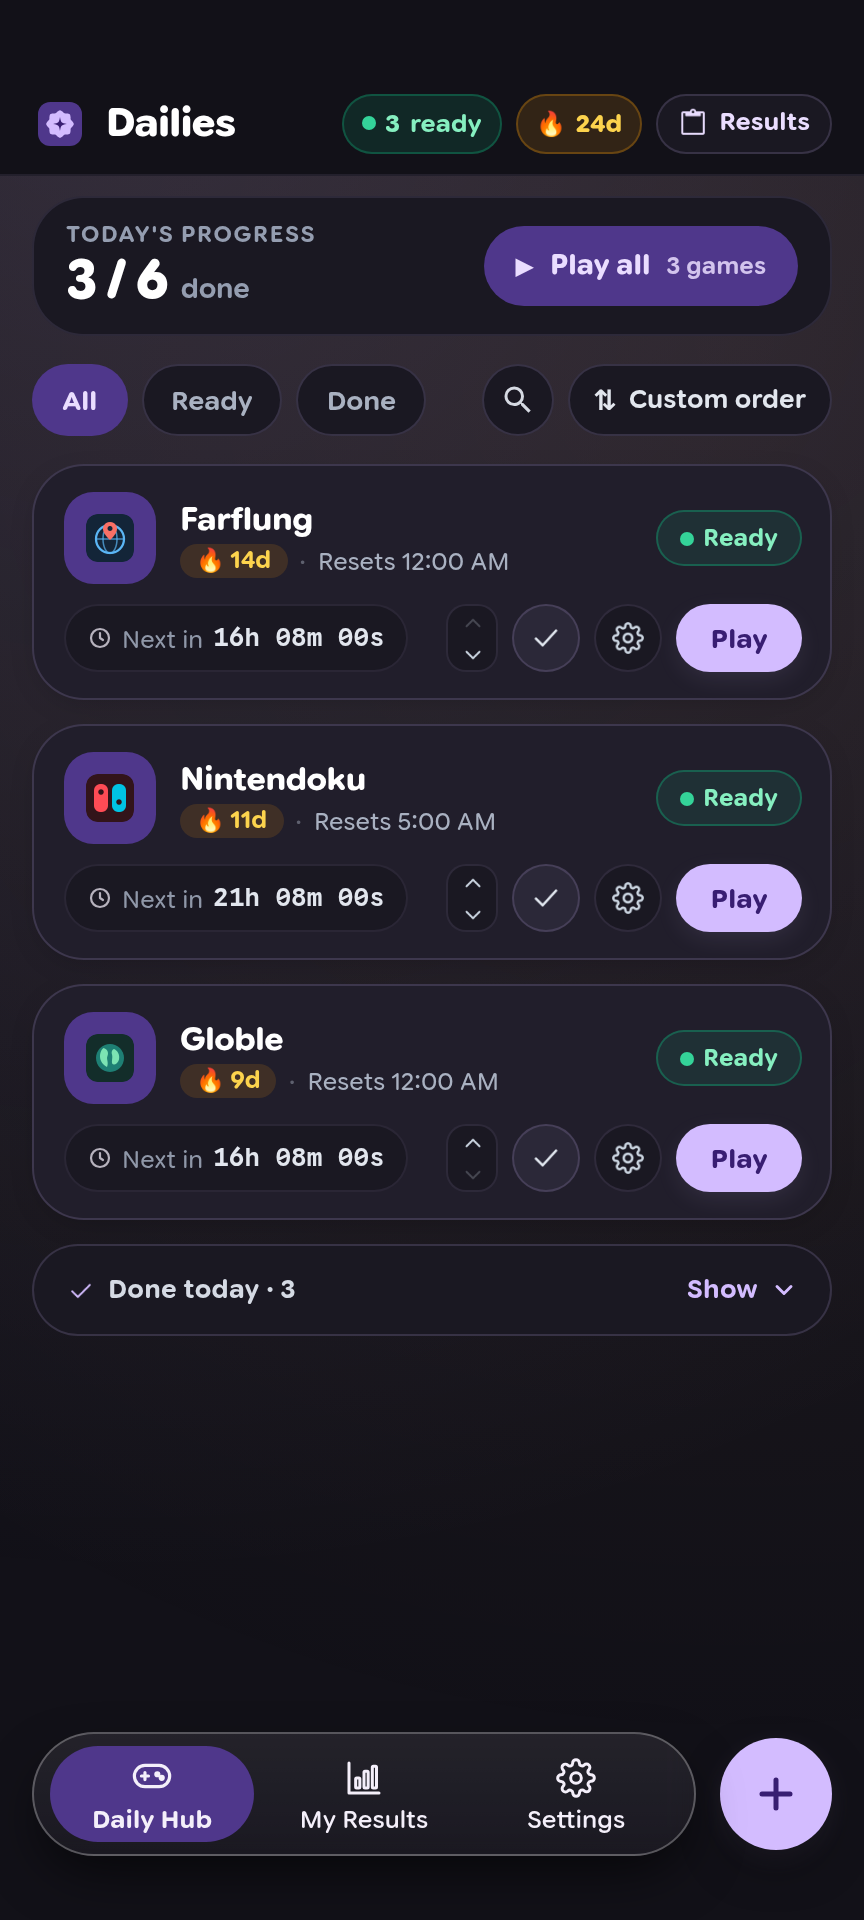 Dailies
3 ready
🔥 24d
Results
TODAY'S PROGRESS
3 / 6 done
▶ Play all 3 games
All
Ready
Done
⇅ Custom order
Farflung
🔥 14d · Resets 12:00 AM
Ready
Next in 16h 08m 00s
Play
Nintendoku
🔥 11d · Resets 5:00 AM
Ready
Next in 21h 08m 00s
Play
Globle
🔥 9d · Resets 12:00 AM
Ready
Next in 16h 08m 00s
Play
Done today · 3
Show
Daily Hub
My Results
Settings